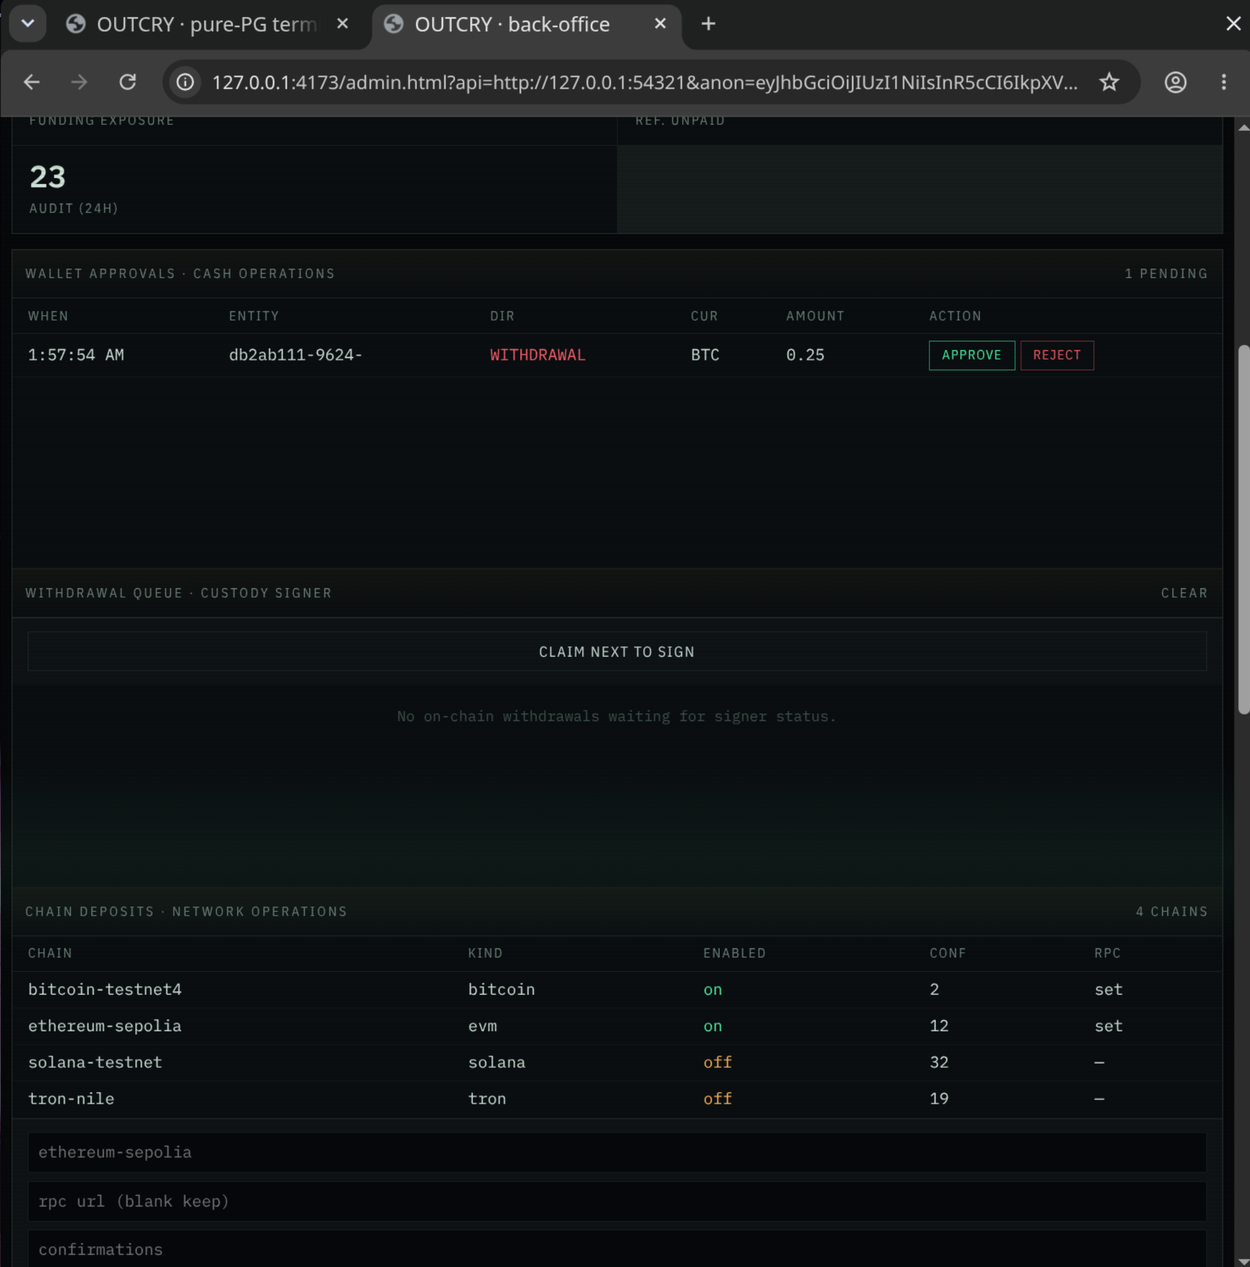 OUTCRY · pure-PG term
OUTCRY · back-office
127.0.0.1:4173/admin.html?api=http://127.0.0.1:54321&anon=eyJhbGciOiJIUzI1NiIsInR5cCI6IkpXV...
FUNDING EXPOSURE REF. UNPAID
23
AUDIT (24H)
WALLET APPROVALS · CASH OPERATIONS 1 PENDING
WHEN ENTITY DIR CUR AMOUNT ACTION
1:57:54 AM db2ab111-9624- WITHDRAWAL BTC 0.25 APPROVE REJECT
WITHDRAWAL QUEUE · CUSTODY SIGNER CLEAR
CLAIM NEXT TO SIGN
No on-chain withdrawals waiting for signer status.
CHAIN DEPOSITS · NETWORK OPERATIONS 4 CHAINS
CHAIN KIND ENABLED CONF RPC
bitcoin-testnet4 bitcoin on 2 set
ethereum-sepolia evm on 12 set
solana-testnet solana off 32 —
tron-nile tron off 19 —
ethereum-sepolia
rpc url (blank keep)
confirmations